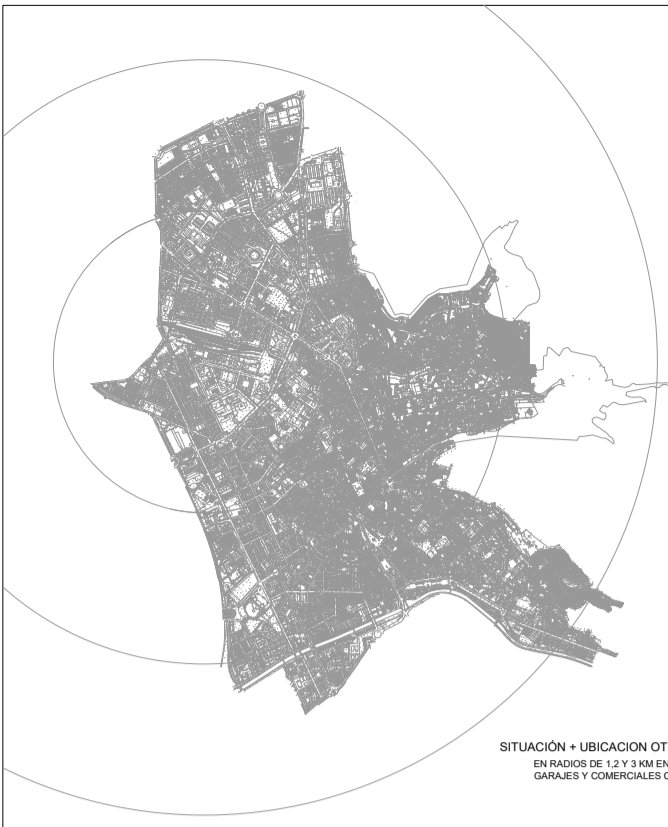 SITUACIÓN + UBICACION OT
EN RADIOS DE 1,2 Y 3 KM EN
GARAJES Y COMERCIALES C